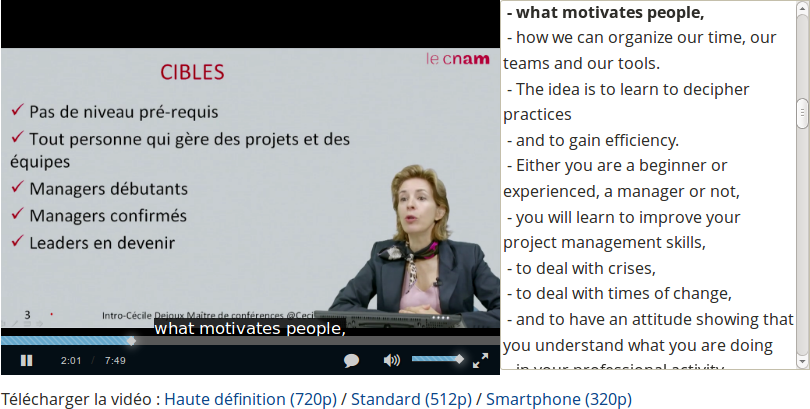 le cnam
CIBLES
✓ Pas de niveau pré-requis
✓ Tout personne qui gère des projets et des
équipes
✓ Managers débutants
✓ Managers confirmés
✓ Leaders en devenir
3
Intro-Cécile Dejoux Maître de conférences
what motivates people,
2:01 / 7:49
- what motivates people,
- how we can organize our time, our
teams and our tools.
- The idea is to learn to decipher
practices
- and to gain efficiency.
- Either you are a beginner or
experienced, a manager or not,
- you will learn to improve your
project management skills,
- to deal with crises,
- to deal with times of change,
- and to have an attitude showing that
you understand what you are doing
- in your professional activity
Télécharger la vidéo : Haute définition (720p) / Standard (512p) / Smartphone (320p)